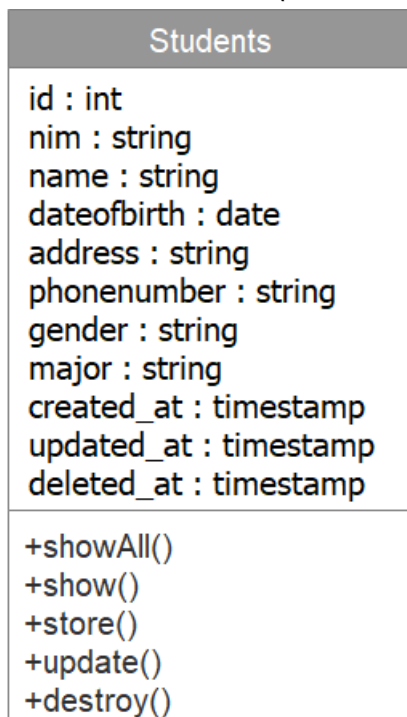 Students
id : int
nim : string
name : string
dateofbirth : date
address : string
phonenumber : string
gender : string
major : string
created_at : timestamp
updated_at : timestamp
deleted_at : timestamp
+showAll()
+show()
+store()
+update()
+destroy()